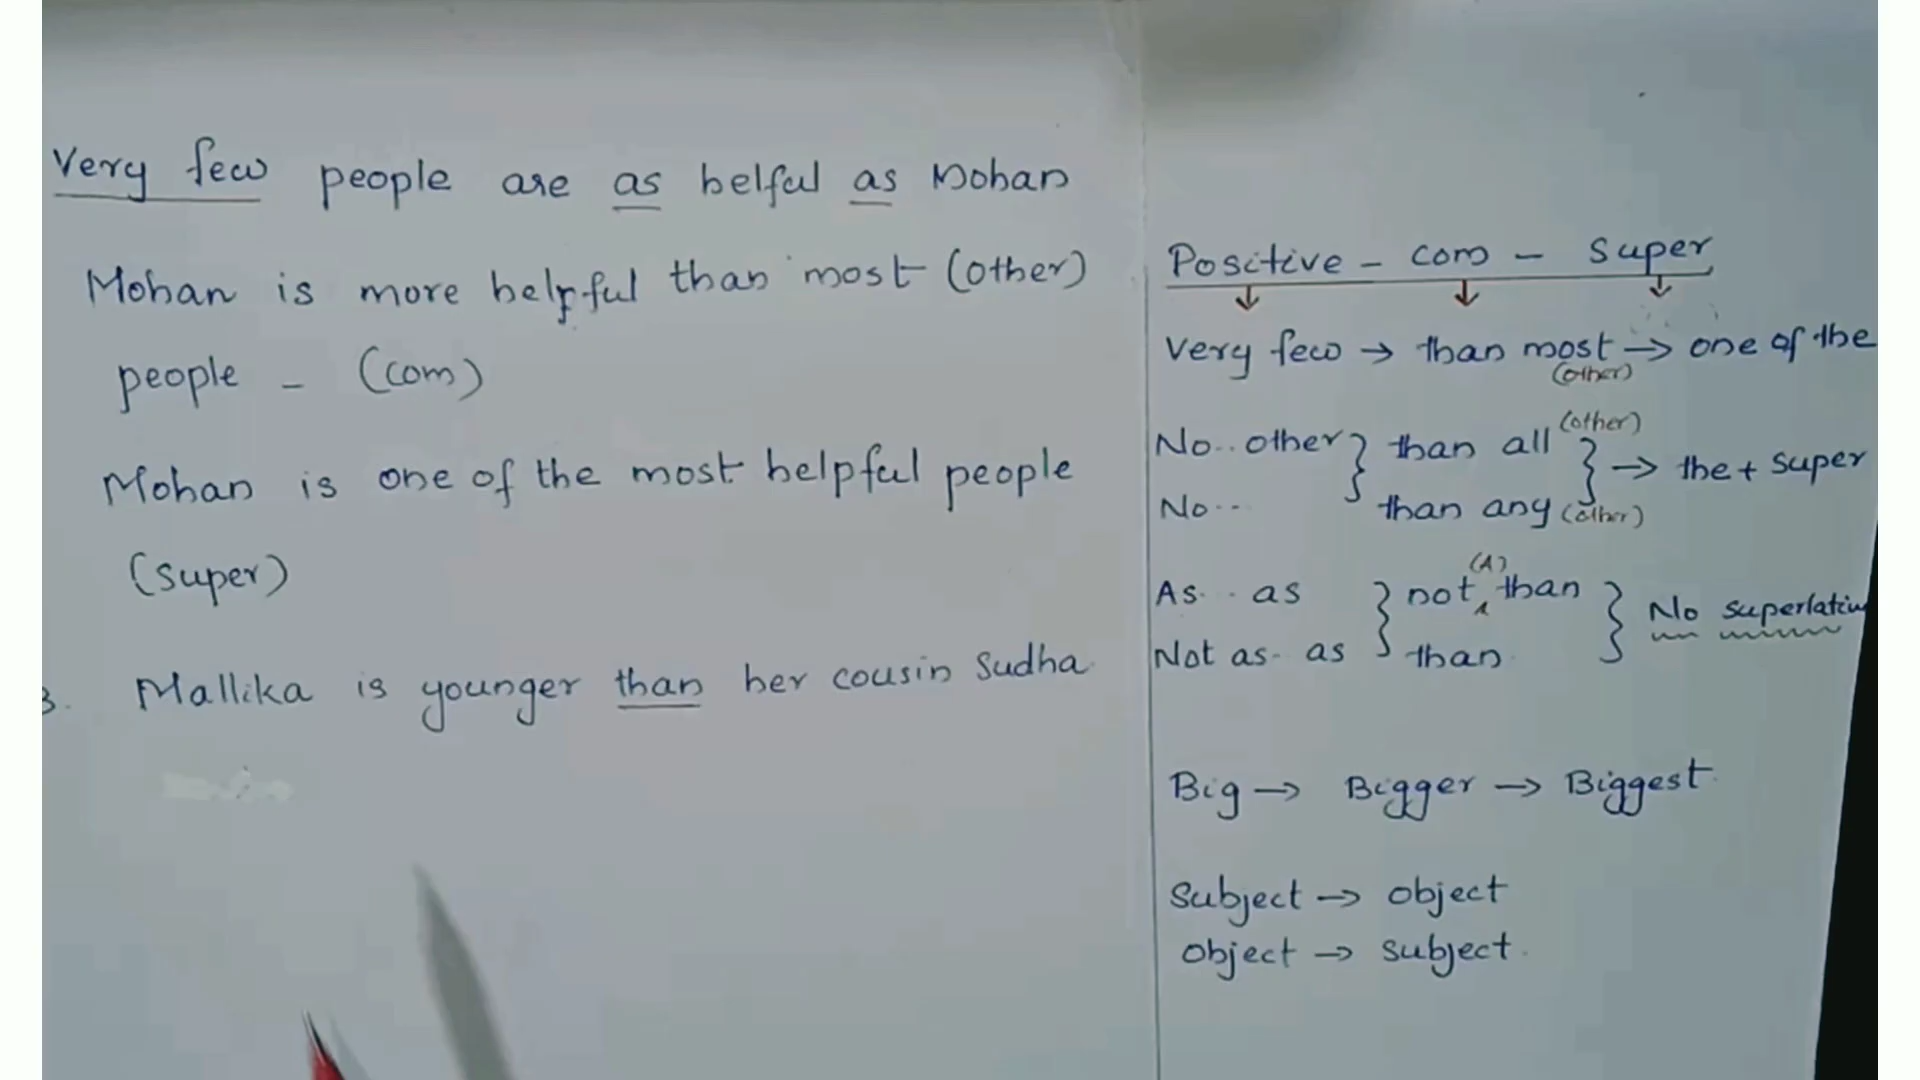 Very few people are as helful as Mohan
Mohan is more helpful than most (other)
people - (com)
Mohan is one of the most helpful people
(super)
3. Mallika is younger than her cousin Sudha
Positive - com - Super
Very few → than most → one of the
(other)
(other)
No.. other } than all } → the + super
No.. than any (other)
(A)
As.. as } not ʌ than } No superlativ
Not as.. as than
Big → Bigger → Biggest
Subject → object
object → subject.